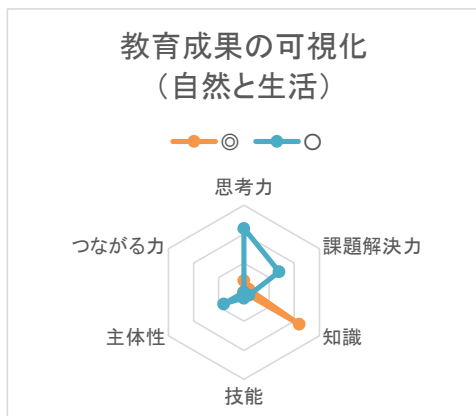 教育成果の可視化
（自然と生活）
◎ 〇
思考力
つながる力 課題解決力
主体性 知識
技能